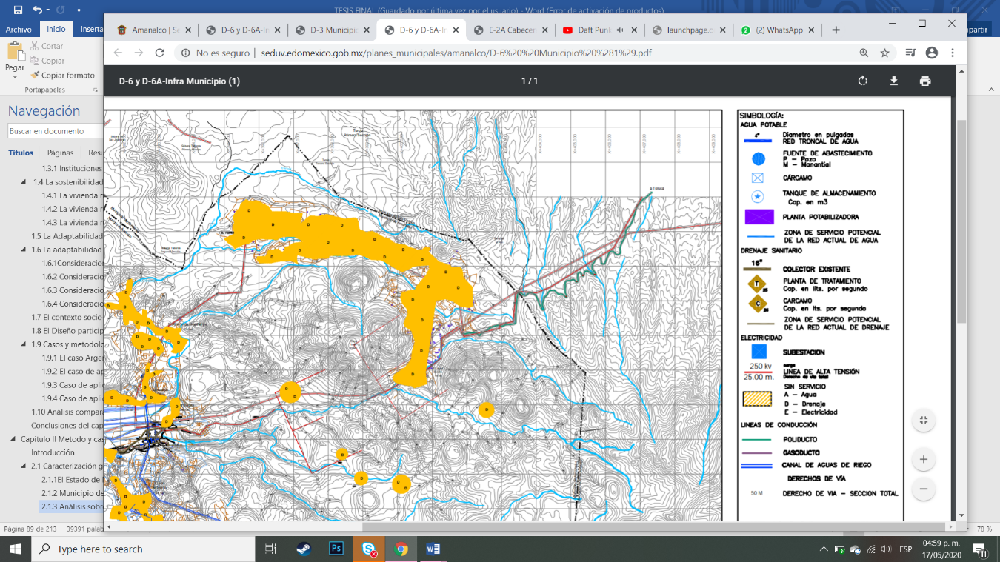 TESIS FINAL (Guardado por última vez por el usuario) - Word (Error de activación de productos)
Archivo
Inicio
Inserta
partir
Amanalco | Se
D-6 y D-6A-In
D-3 Municipio
D-6 y D-6A-In
E-2A Cabecer
Daft Punk
launchpage.o
(2) WhatsApp
No es seguro | seduv.edomexico.gob.mx/planes_municipales/amanalco/D-6%20%20Municipio%20%281%29.pdf
Pegar
Cortar
Copiar
Copiar formato
Portapapeles
D-6 y D-6A-Infra Municipio (1)
1 / 1
Navegación
Buscar en documento
Títulos
Páginas
Resu
1.3.1 Instituciones
1.4 La sostenibilidad
1.4.1 La vivienda r
1.4.2 La vivienda r
1.4.3 La vivienda r
1.5 La Adaptabilidad
1.6 La adaptabilidad
1.6.1Consideracion
1.6.2 Consideracio
1.6.3 Consideracio
1.6.4 Consideracio
1.7 El contexto socio-
1.8 El Diseño particip
1.9 Casos y metodolo
1.9.1 El caso Argen
1.9.2 El caso de ap
1.9.3 Caso de aplic
1.9.4 Caso de aplic
1.10 Análisis compara
Conclusiones del cap
Capitulo II Metodo y cas
Introducción
2.1 Caracterización g
2.1.1El Estado de M
2.1.2 Municipio de
2.1.3 Análisis sobr
a Toluca
SIMBOLOGÍA:
AGUA POTABLE
Diametro en pulgadas
RED TRONCAL DE AGUA
FUENTE DE ABASTECIMIENTO
P - Pozo
M - Manantial
CÁRCAMO
TANQUE DE ALMACENAMIENTO
Cap. en m3
PLANTA POTABILIZADORA
ZONA DE SERVICIO POTENCIAL
DE LA RED ACTUAL DE AGUA
DRENAJE SANITARIO
16"
COLECTOR EXISTENTE
T
25
PLANTA DE TRATAMIENTO
Cap. en lts. por segundo
C
25
CARCAMO
Cap. en lts. por segundo
ZONA DE SERVICIO POTENCIAL
DE LA RED ACTUAL DE DRENAJE
ELECTRICIDAD
SUBESTACION
250 kv
carga
LINEA DE ALTA TENSIÓN
25.00 m.
Derecho de via total
SIN SERVICIO
A - Agua
D - Drenaje
E - Electricidad
LINEAS DE CONDUCCIÓN
POLIDUCTO
GASODUCTO
CANAL DE AGUAS DE RIEGO
DERECHOS DE VÍA
50 M
DERECHO DE VIA - SECCION TOTAL
Página 89 de 213
39391 palab
78 %
Type here to search
Ps
ESP
04:59 p. m.
17/05/2020
11